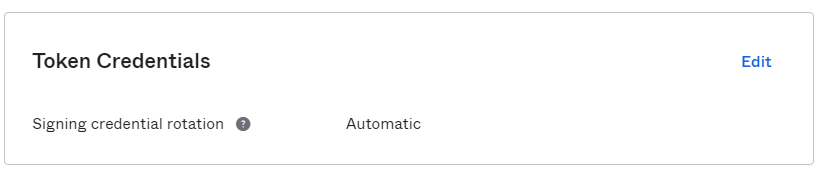 Token Credentials Edit
Signing credential rotation ? Automatic